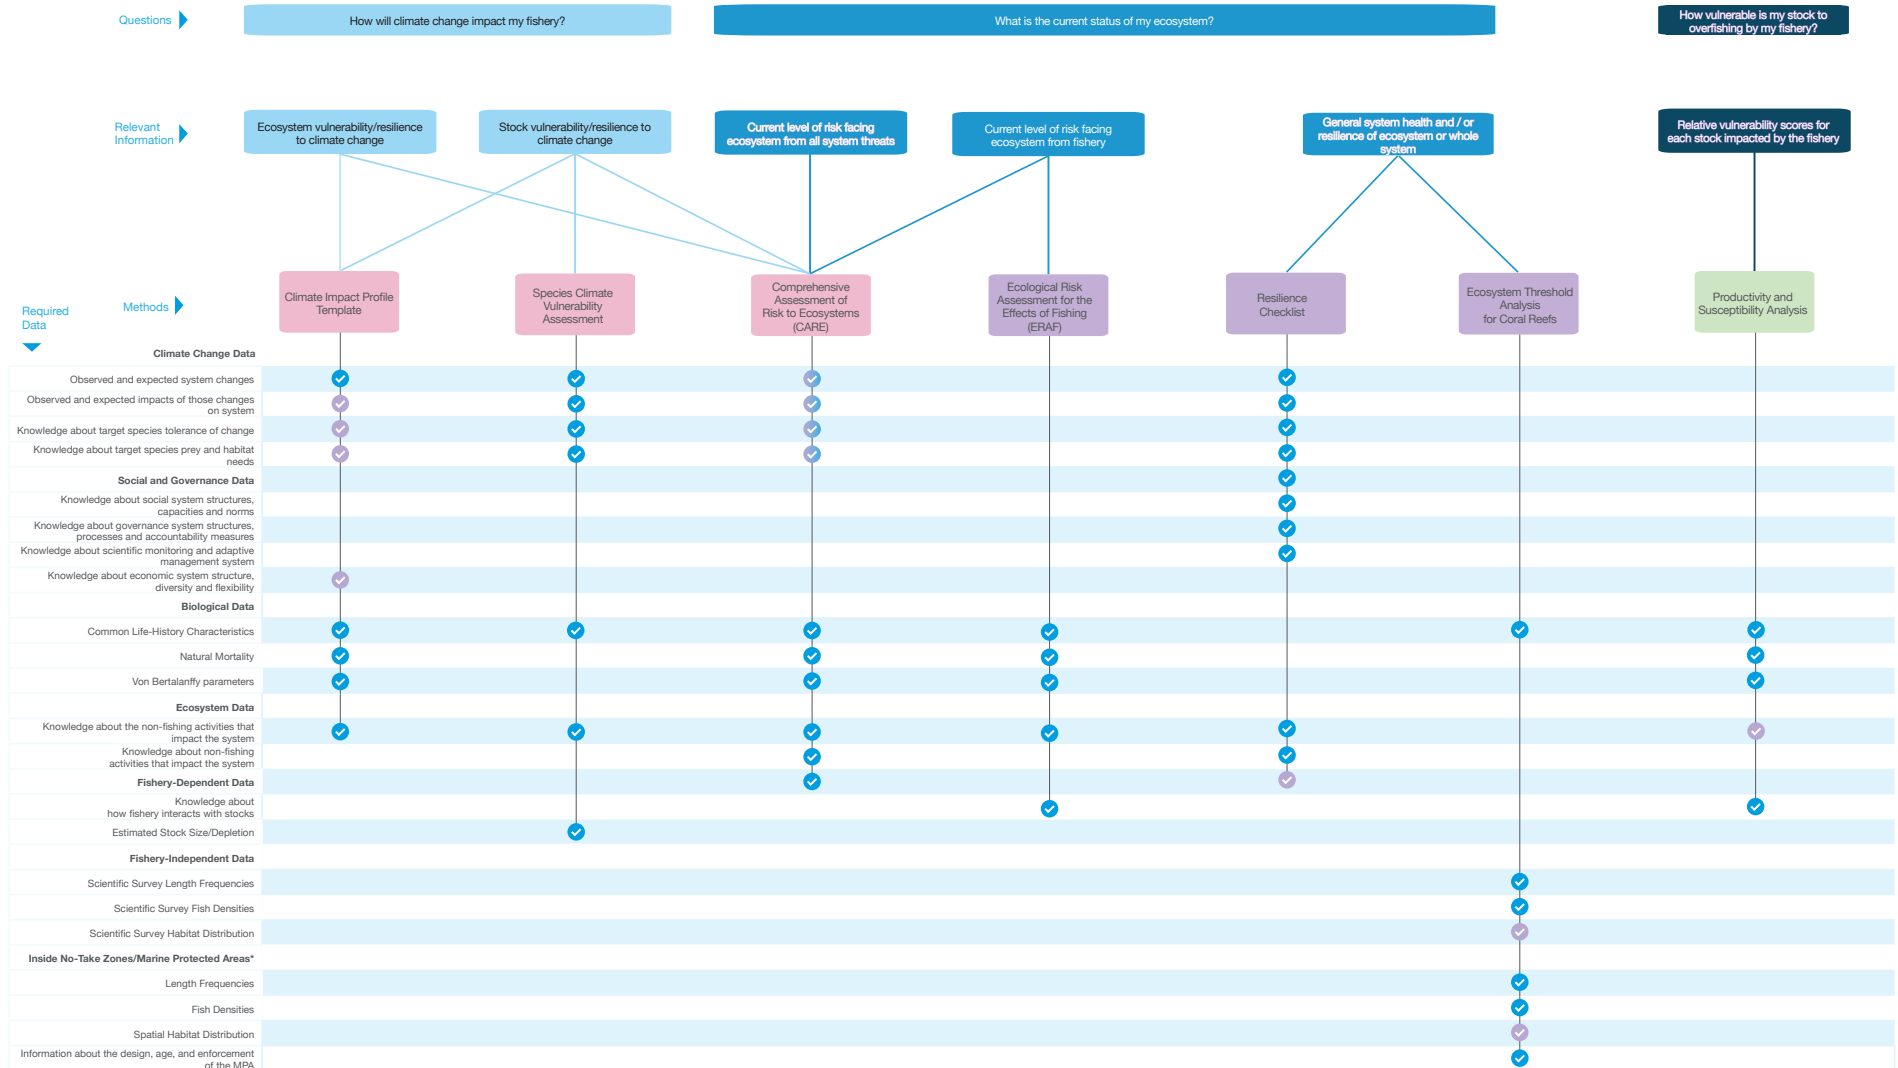 Questions
How will climate change impact my fishery?
What is the current status of my ecosystem?
How vulnerable is my stock to
overfishing by my fishery?
Relevant
Information
Ecosystem vulnerability/resilience
to climate change
Stock vulnerability/resilience to
climate change
Current level of risk facing
ecosystem from all system threats
Current level of risk facing
ecosystem from fishery
General system health and / or
resilience of ecosystem or whole
system
Relative vulnerability scores for
each stock impacted by the fishery
Required
Data
Methods
Climate Impact Profile
Template
Species Climate
Vulnerability
Assessment
Comprehensive
Assessment of
Risk to Ecosystems
(CARE)
Ecological Risk
Assessment for the
Effects of Fishing
(ERAF)
Resilience
Checklist
Ecosystem Threshold
Analysis
for Coral Reefs
Productivity and
Susceptibility Analysis
Climate Change Data
Observed and expected system changes
Observed and expected impacts of those changes
on system
Knowledge about target species tolerance of change
Knowledge about target species prey and habitat
needs
Social and Governance Data
Knowledge about social system structures,
capacities and norms
Knowledge about governance system structures,
processes and accountability measures
Knowledge about scientific monitoring and adaptive
management system
Knowledge about economic system structure,
diversity and flexibility
Biological Data
Common Life-History Characteristics
Natural Mortality
Von Bertalanffy parameters
Ecosystem Data
Knowledge about the non-fishing activities that
impact the system
Knowledge about non-fishing
activities that impact the system
Fishery-Dependent Data
Knowledge about
how fishery interacts with stocks
Estimated Stock Size/Depletion
Fishery-Independent Data
Scientific Survey Length Frequencies
Scientific Survey Fish Densities
Scientific Survey Habitat Distribution
Inside No-Take Zones/Marine Protected Areas*
Length Frequencies
Fish Densities
Spatial Habitat Distribution
Information about the design, age, and enforcement
of the MPA